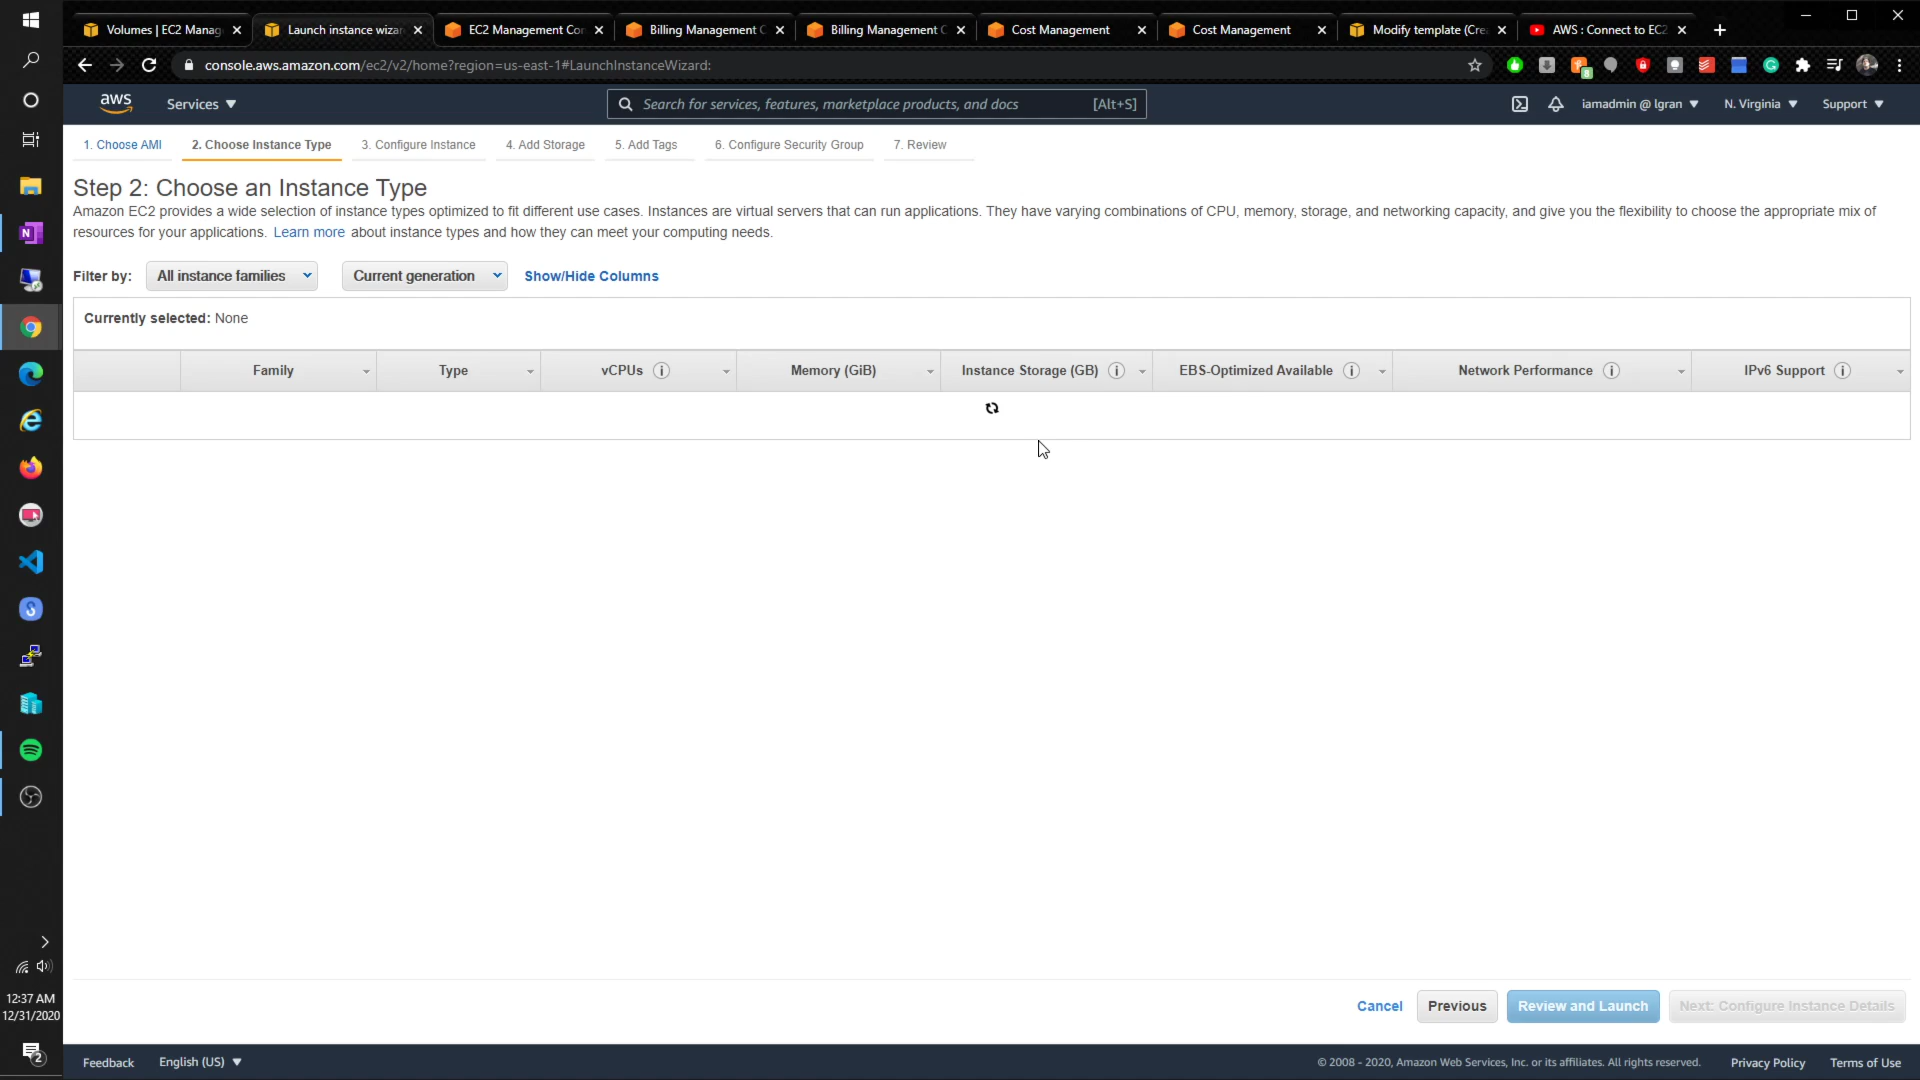 Volumes | EC2 Manag
Launch instance wizar
EC2 Management Con
Billing Management C
Billing Management C
Cost Management
Cost Management
Modify template (Crea
AWS : Connect to EC2
console.aws.amazon.com/ec2/v2/home?region=us-east-1#LaunchInstanceWizard:
8
aws
Services
Search for services, features, marketplace products, and docs
[Alt+S]
iamadmin @ lgran
N. Virginia
Support
1. Choose AMI
2. Choose Instance Type
3. Configure Instance
4. Add Storage
5. Add Tags
6. Configure Security Group
7. Review
Step 2: Choose an Instance Type
Amazon EC2 provides a wide selection of instance types optimized to fit different use cases. Instances are virtual servers that can run applications. They have varying combinations of CPU, memory, storage, and networking capacity, and give you the flexibility to choose the appropriate mix of
resources for your applications. Learn more about instance types and how they can meet your computing needs.
Filter by:
All instance families
Current generation
Show/Hide Columns
Currently selected: None
Family
Type
vCPUs
Memory (GiB)
Instance Storage (GB)
EBS-Optimized Available
Network Performance
IPv6 Support
Cancel
Previous
Review and Launch
Next: Configure Instance Details
12:37 AM
12/31/2020
2
Feedback
English (US)
© 2008 - 2020, Amazon Web Services, Inc. or its affiliates. All rights reserved.
Privacy Policy
Terms of Use